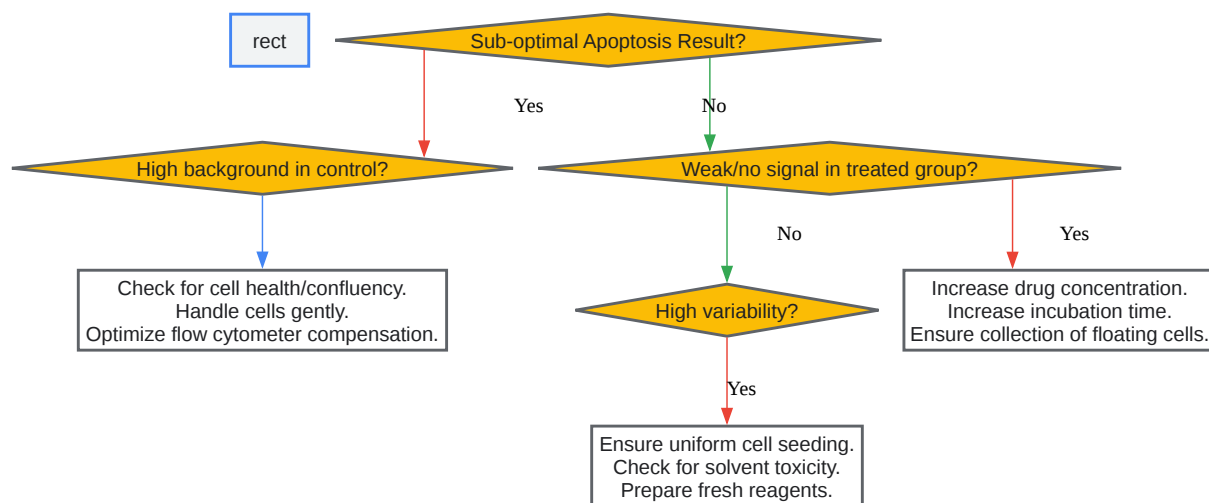 rect
Sub-optimal Apoptosis Result?
Yes
No
High background in control?
Weak/no signal in treated group?
No
Yes
Check for cell health/confluency.
Handle cells gently.
Optimize flow cytometer compensation.
High variability?
Increase drug concentration.
Increase incubation time.
Ensure collection of floating cells.
Yes
Ensure uniform cell seeding.
Check for solvent toxicity.
Prepare fresh reagents.